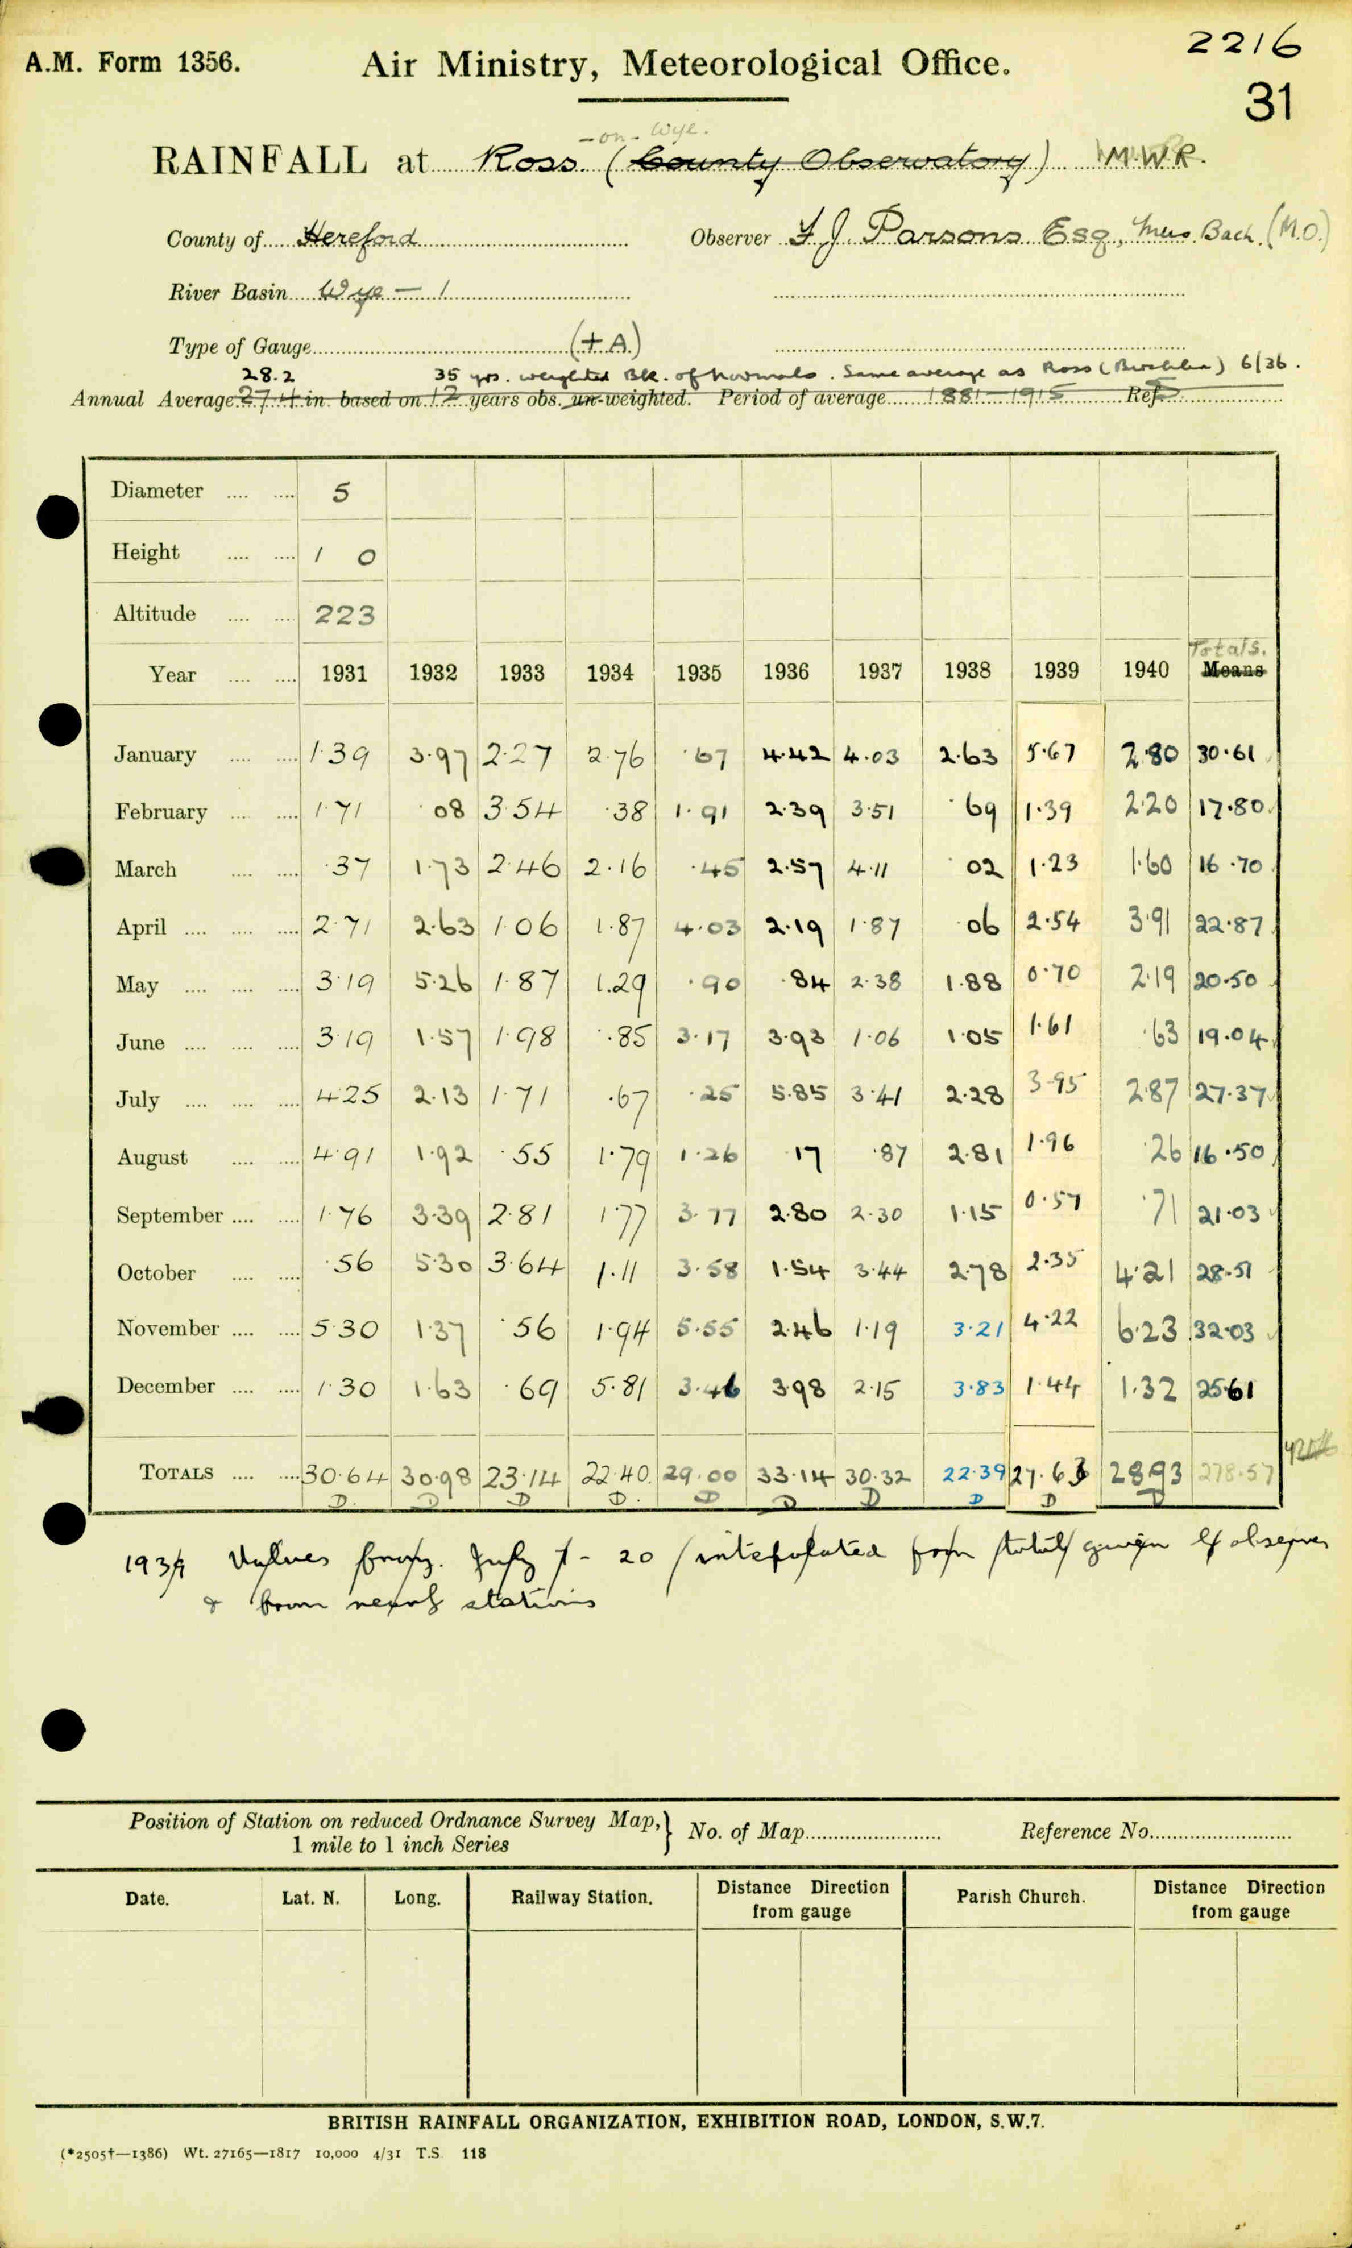 2216
A.M. Form 1356. Air Ministry, Meteorological Office.
31
-on- Wye.
RAINFALL at Ross (County Observatory) M.W.R.
County of Hereford Observer F. J. Parsons Esq, (M.O.)
River Basin Wye - 1
Type of Gauge (+A)
28.2 35 yrs. weighted Bk. of Normals. Same average as Ross ( ) 6/36.
Annual Average 27.4 in. based on 12 years obs. un-weighted. Period of average 1881-1915 Ref. 5
Diameter 5
Height 1 0
Altitude 223
Totals.
Year 1931 1932 1933 1934 1935 1936 1937 1938 1939 1940 Means
January 1.39 3.97 2.27 2.76 .67 4.42 4.03 2.63 5.67 2.80 30.61
February 1.71 .08 3.54 .38 1.91 2.39 3.51 .69 1.39 2.20 17.80
March .37 1.73 2.46 2.16 .45 2.57 4.11 .02 1.23 1.60 16.70
April 2.71 2.63 1.06 1.87 4.03 2.19 1.87 .06 2.54 3.91 22.87
May 3.19 5.26 1.87 1.29 .90 .84 2.38 1.88 0.70 2.19 20.50
June 3.19 1.57 1.98 .85 3.17 3.93 1.06 1.05 1.61 .63 19.04
July 4.25 2.13 1.71 .67 .25 5.85 3.41 2.28 3.95 2.87 27.37
August 4.91 1.92 .55 1.79 1.26 .17 .87 2.81 1.96 .26 16.50
September 1.76 3.39 2.81 1.77 3.77 2.80 2.30 1.15 0.57 .71 21.03
October .56 5.30 3.64 1.11 3.58 1.54 3.44 2.78 2.35 4.21 28.51
November 5.30 1.37 .56 1.94 5.55 2.46 1.19 3.21 4.22 6.23 32.03
December 1.30 1.63 .69 5.81 3.46 3.98 2.15 3.83 1.44 1.32 25.61
TOTALS 30.64 30.98 23.14 22.40 29.00 33.14 30.32 22.39 27.63 28.93 278.57
D D D D D D D D D D
1939 Values from July 1 - 20 interpolated from totals given by observer
& from nearby stations
Position of Station on reduced Ordnance Survey Map,} No. of Map Reference No.
1 mile to 1 inch Series
Date. Lat. N. Long. Railway Station. Distance from gauge Direction Parish Church. Distance from gauge Direction
BRITISH RAINFALL ORGANIZATION, EXHIBITION ROAD, LONDON, S.W.7.
(*2505†—1386) Wt. 27165—1817 10,000 4/31 T.S. 118